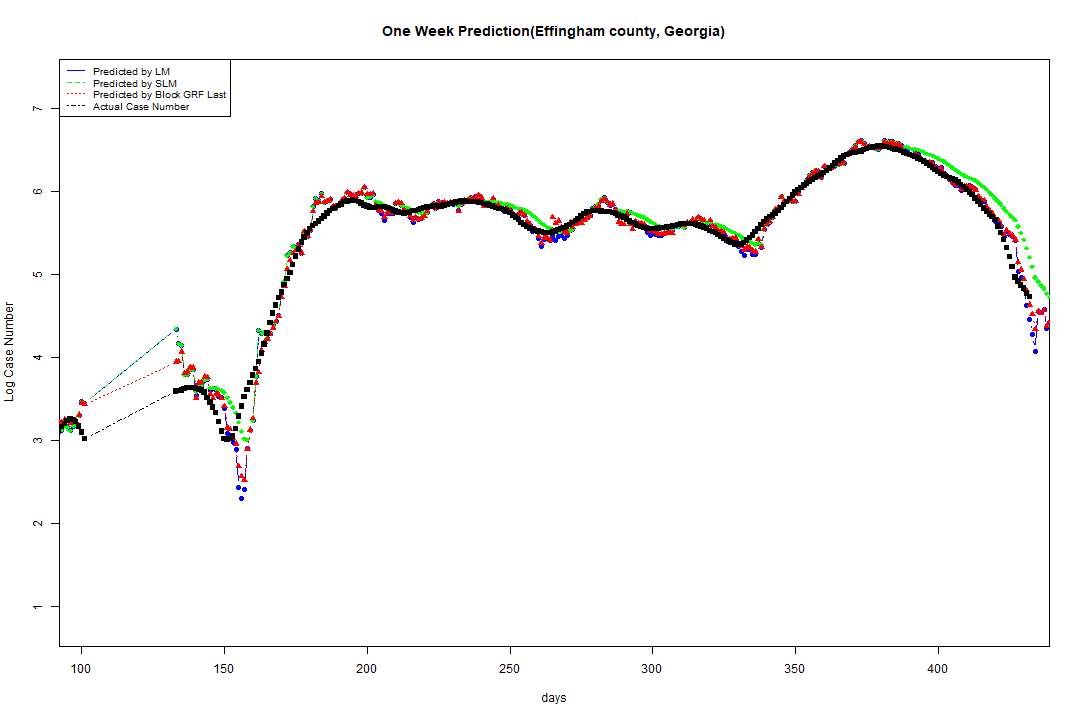 One Week Prediction(Effingham county, Georgia)
Predicted by LM
Predicted by SLM
Predicted by Block GRF Last
Actual Case Number
Log Case Number
7
6
5
4
3
2
1
100 150 200 250 300 350 400
days